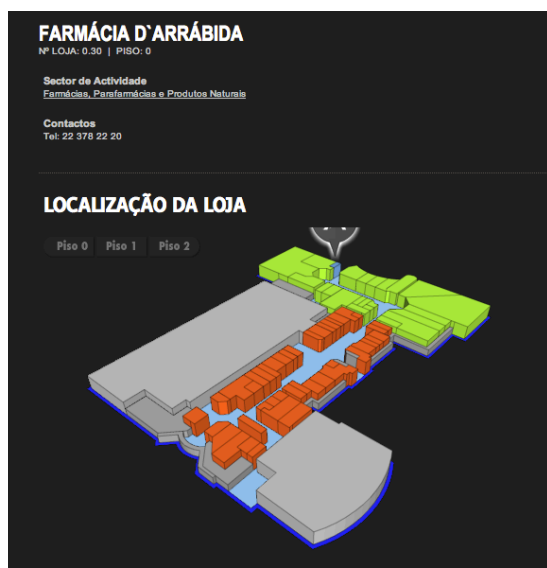 FARMÁCIA D`ARRÁBIDA
Nº LOJA: 0.30 | PISO: 0
Sector de Actividade
Farmácias, Parafarmácias e Produtos Naturais
Contactos
Tel: 22 378 22 20
LOCALIZAÇÃO DA LOJA
Piso 0 Piso 1 Piso 2